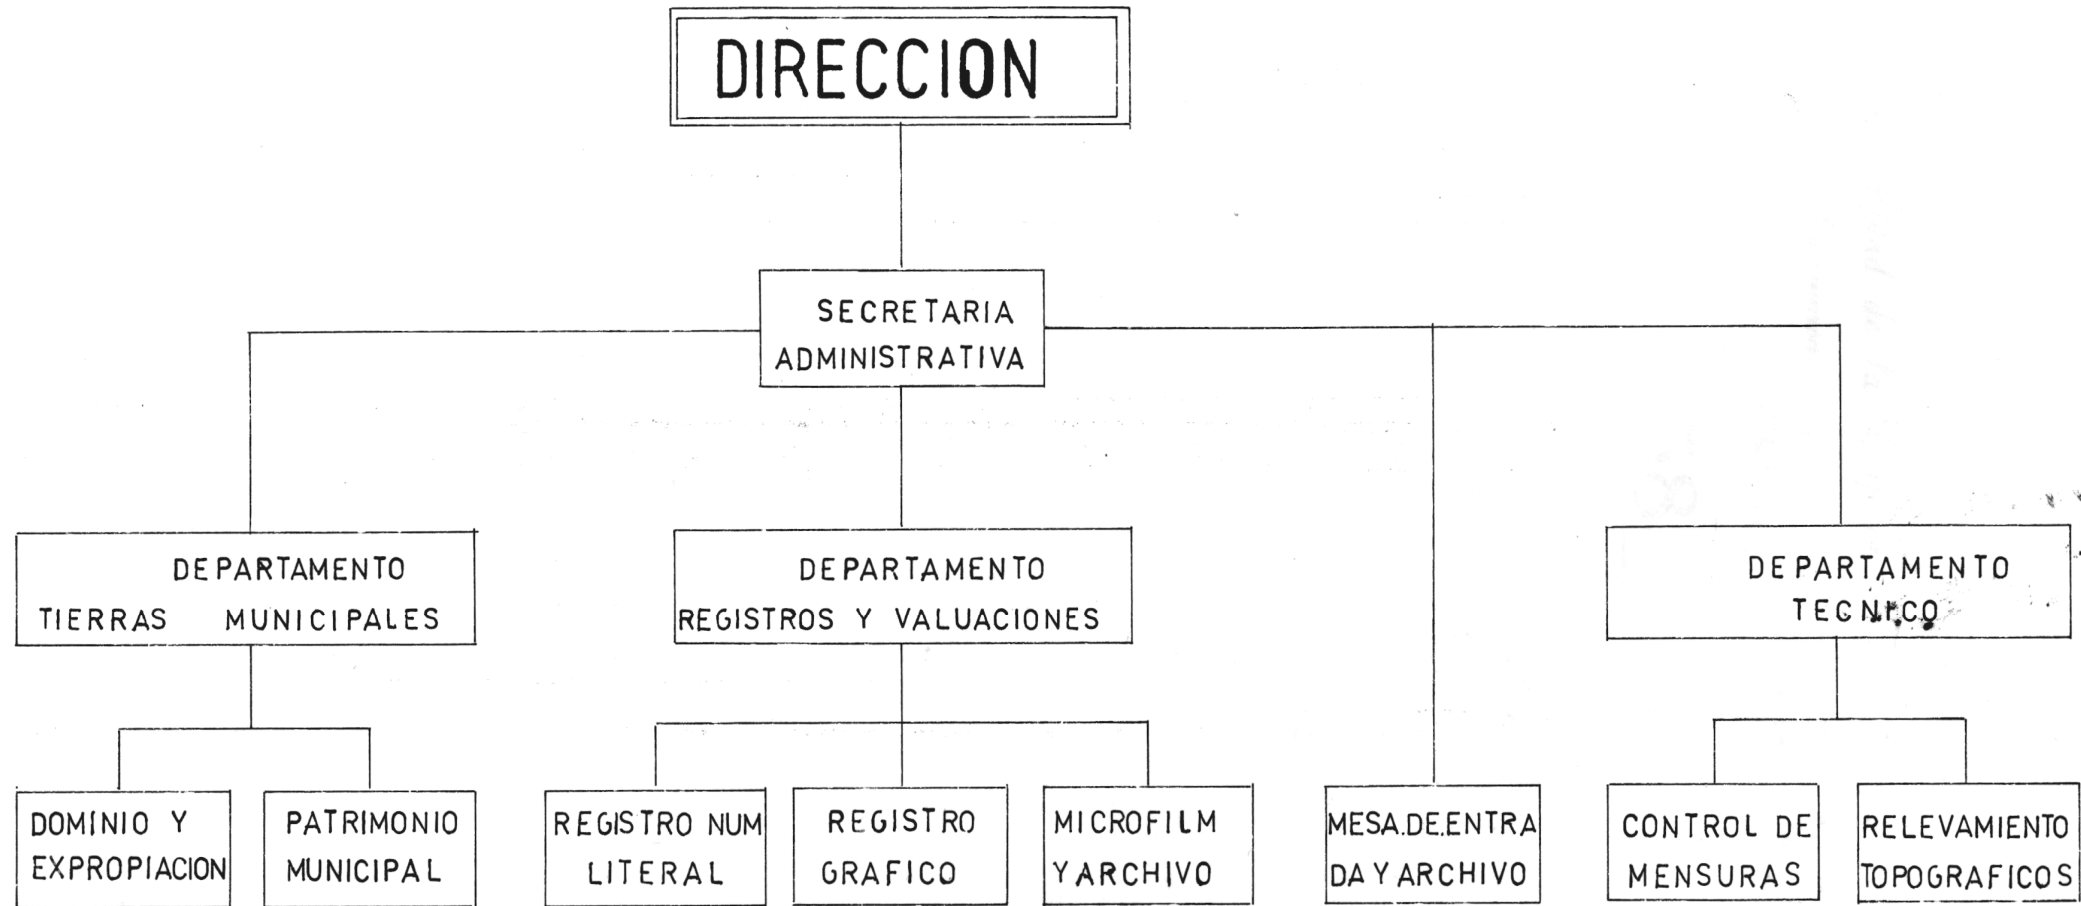 DIRECCION
SECRETARIA
ADMINISTRATIVA
DEPARTAMENTO
TIERRAS MUNICIPALES
DEPARTAMENTO
REGISTROS Y VALUACIONES
DEPARTAMENTO
TECNICO
DOMINIO Y
EXPROPIACION
PATRIMONIO
MUNICIPAL
REGISTRO NUM
LITERAL
REGISTRO
GRAFICO
MICROFILM
Y ARCHIVO
MESA.DE.ENTRA
DA Y ARCHIVO
CONTROL DE
MENSURAS
RELEVAMIENTO
TOPOGRAFICOS